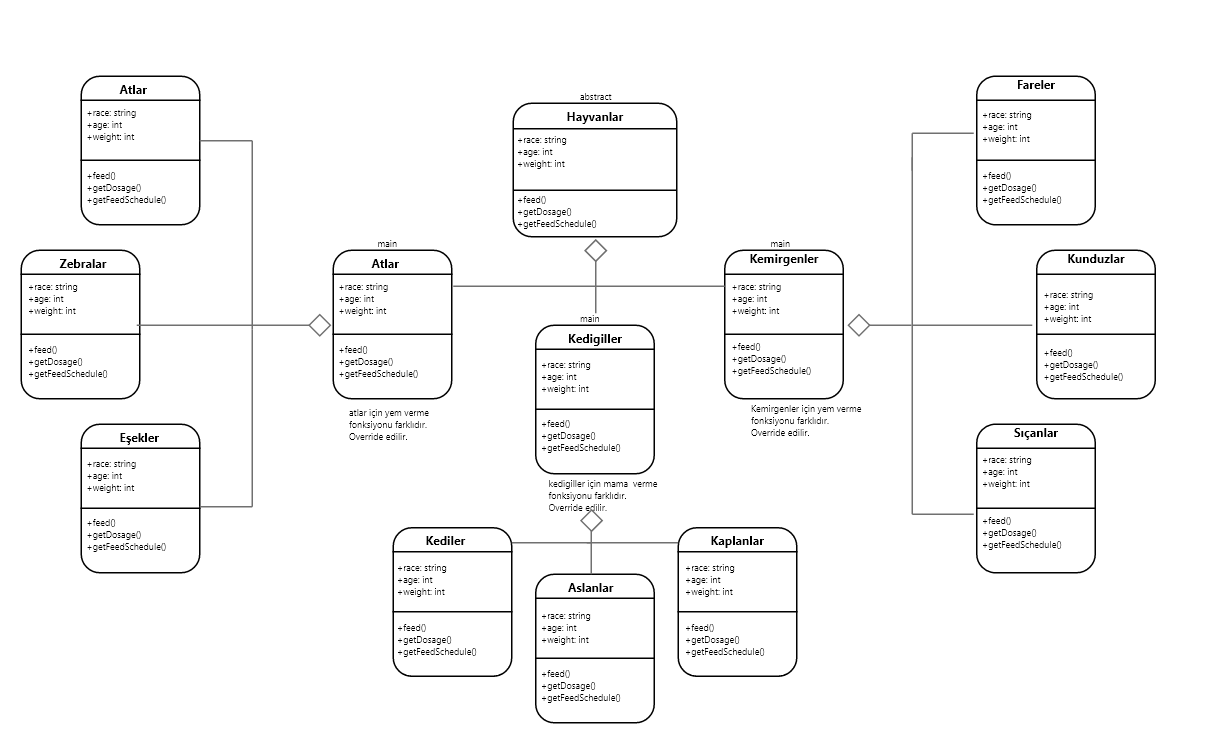 Atlar
+race: string
+age: int
+weight: int
+feed()
+getDosage()
+getFeedSchedule()
abstract
Hayvanlar
+race: string
+age: int
+weight: int
+feed()
+getDosage()
+getFeedSchedule()
Fareler
+race: string
+age: int
+weight: int
+feed()
+getDosage()
+getFeedSchedule()
Zebralar
+race: string
+age: int
+weight: int
+feed()
+getDosage()
+getFeedSchedule()
main
Atlar
+race: string
+age: int
+weight: int
+feed()
+getDosage()
+getFeedSchedule()
atlar için yem verme
fonksiyonu farklıdır.
Override edilir.
main
Kedigiller
+race: string
+age: int
+weight: int
+feed()
+getDosage()
+getFeedSchedule()
kedigiller için mama  verme
fonksiyonu farklıdır.
Override edilir.
main
Kemirgenler
+race: string
+age: int
+weight: int
+feed()
+getDosage()
+getFeedSchedule()
Kemirgenler için yem verme
fonksiyonu farklıdır.
Override edilir.
Kunduzlar
+race: string
+age: int
+weight: int
+feed()
+getDosage()
+getFeedSchedule()
Eşekler
+race: string
+age: int
+weight: int
+feed()
+getDosage()
+getFeedSchedule()
Kediler
+race: string
+age: int
+weight: int
+feed()
+getDosage()
+getFeedSchedule()
Aslanlar
+race: string
+age: int
+weight: int
+feed()
+getDosage()
+getFeedSchedule()
Kaplanlar
+race: string
+age: int
+weight: int
+feed()
+getDosage()
+getFeedSchedule()
Sıçanlar
+race: string
+age: int
+weight: int
+feed()
+getDosage()
+getFeedSchedule()